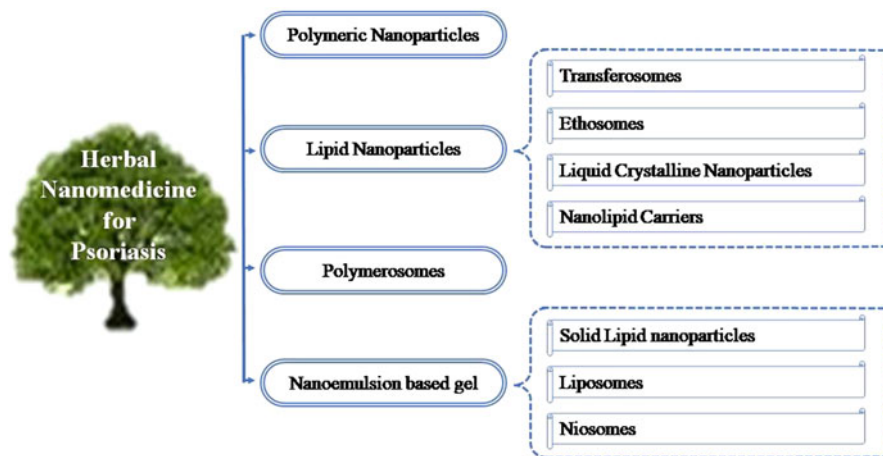 Herbal
Nanomedicine
for
Psoriasis
Polymeric Nanoparticles
Lipid Nanoparticles
Transferosomes
Ethosomes
Liquid Crystalline Nanoparticles
Nanolipid Carriers
Polymerosomes
Nanoemulsion based gel
Solid Lipid nanoparticles
Liposomes
Niosomes